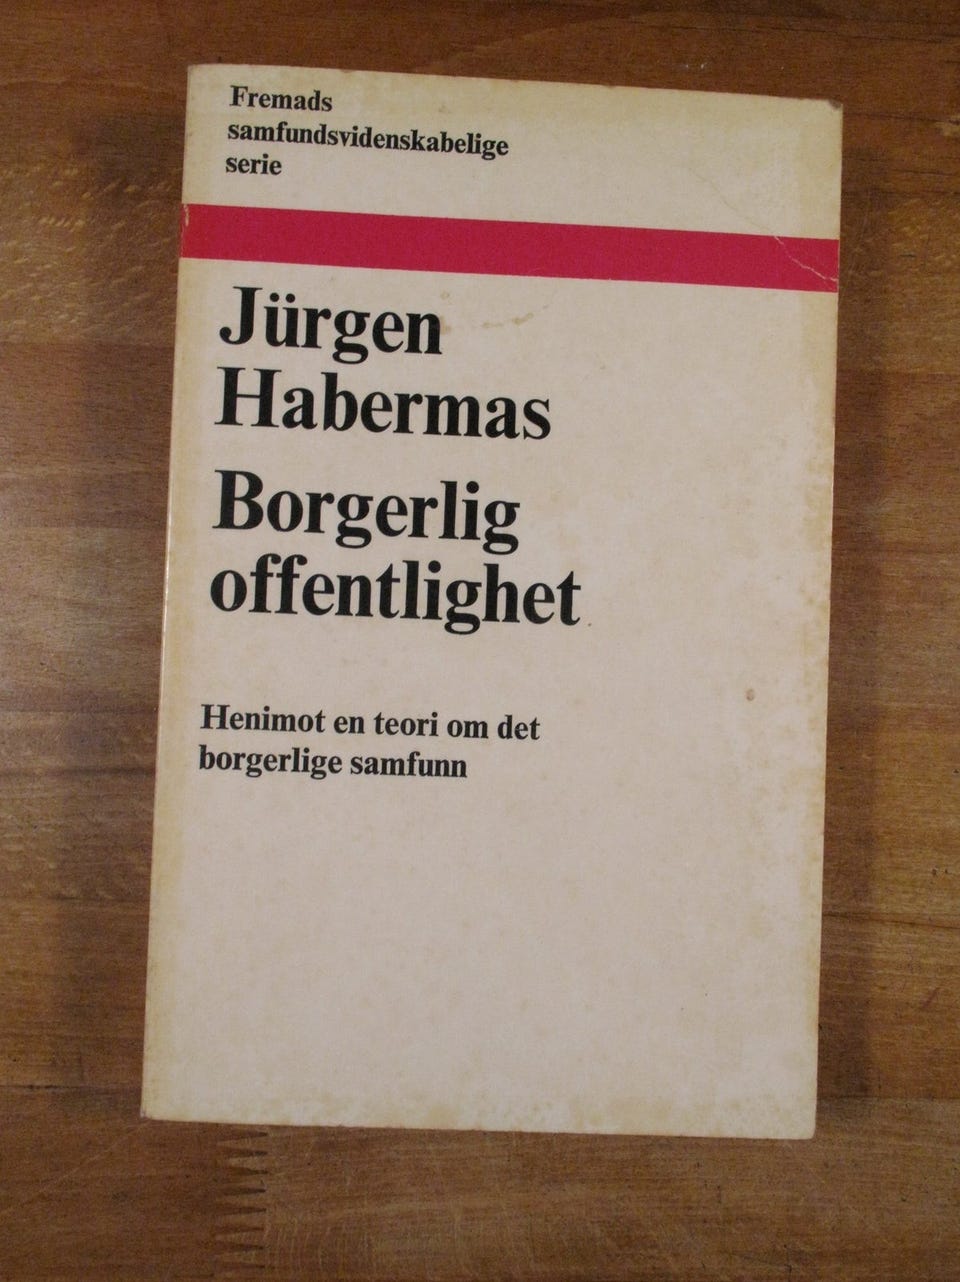 Fremads
samfundsvidenskabelige
serie
Jürgen
Habermas
Borgerlig
offentlighet
Henimot en teori om det
borgerlige samfunn